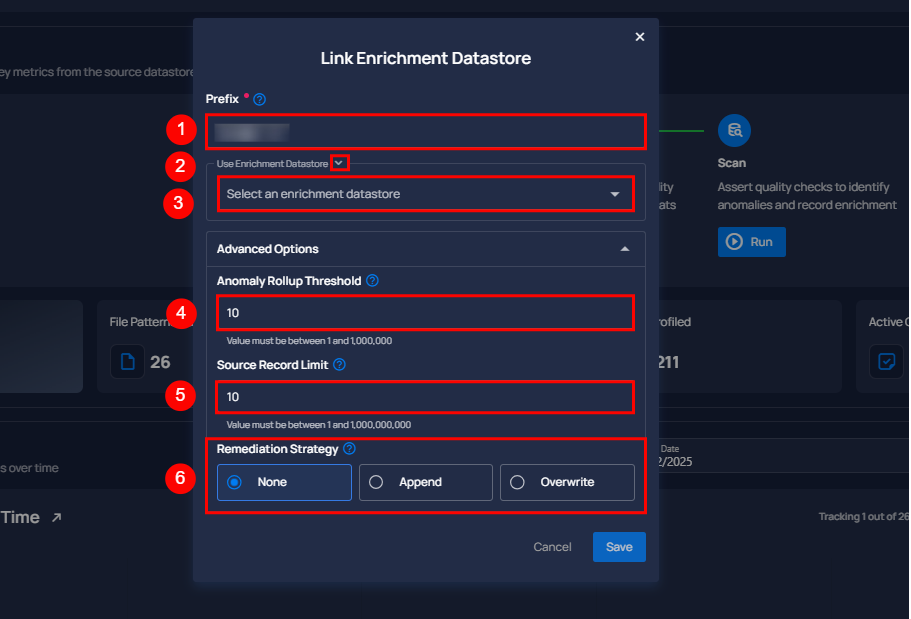 Link Enrichment Datastore
ey metrics from the source datastore
Prefix *
1
2
Use Enrichment Datastore
3
Select an enrichment datastore
Scan
Assert quality checks to identify
anomalies and record enrichment
Run
lity
ats
Advanced Options
Anomaly Rollup Threshold
4
10
Value must be between 1 and 1,000,000
Source Record Limit
5
10
Value must be between 1 and 1,000,000,000
Remediation Strategy
6
None
Append
Overwrite
Cancel
Save
File Pattern
26
rofiled
211
Active
s over time
Date
2/2025
Time
Tracking 1 out of 26